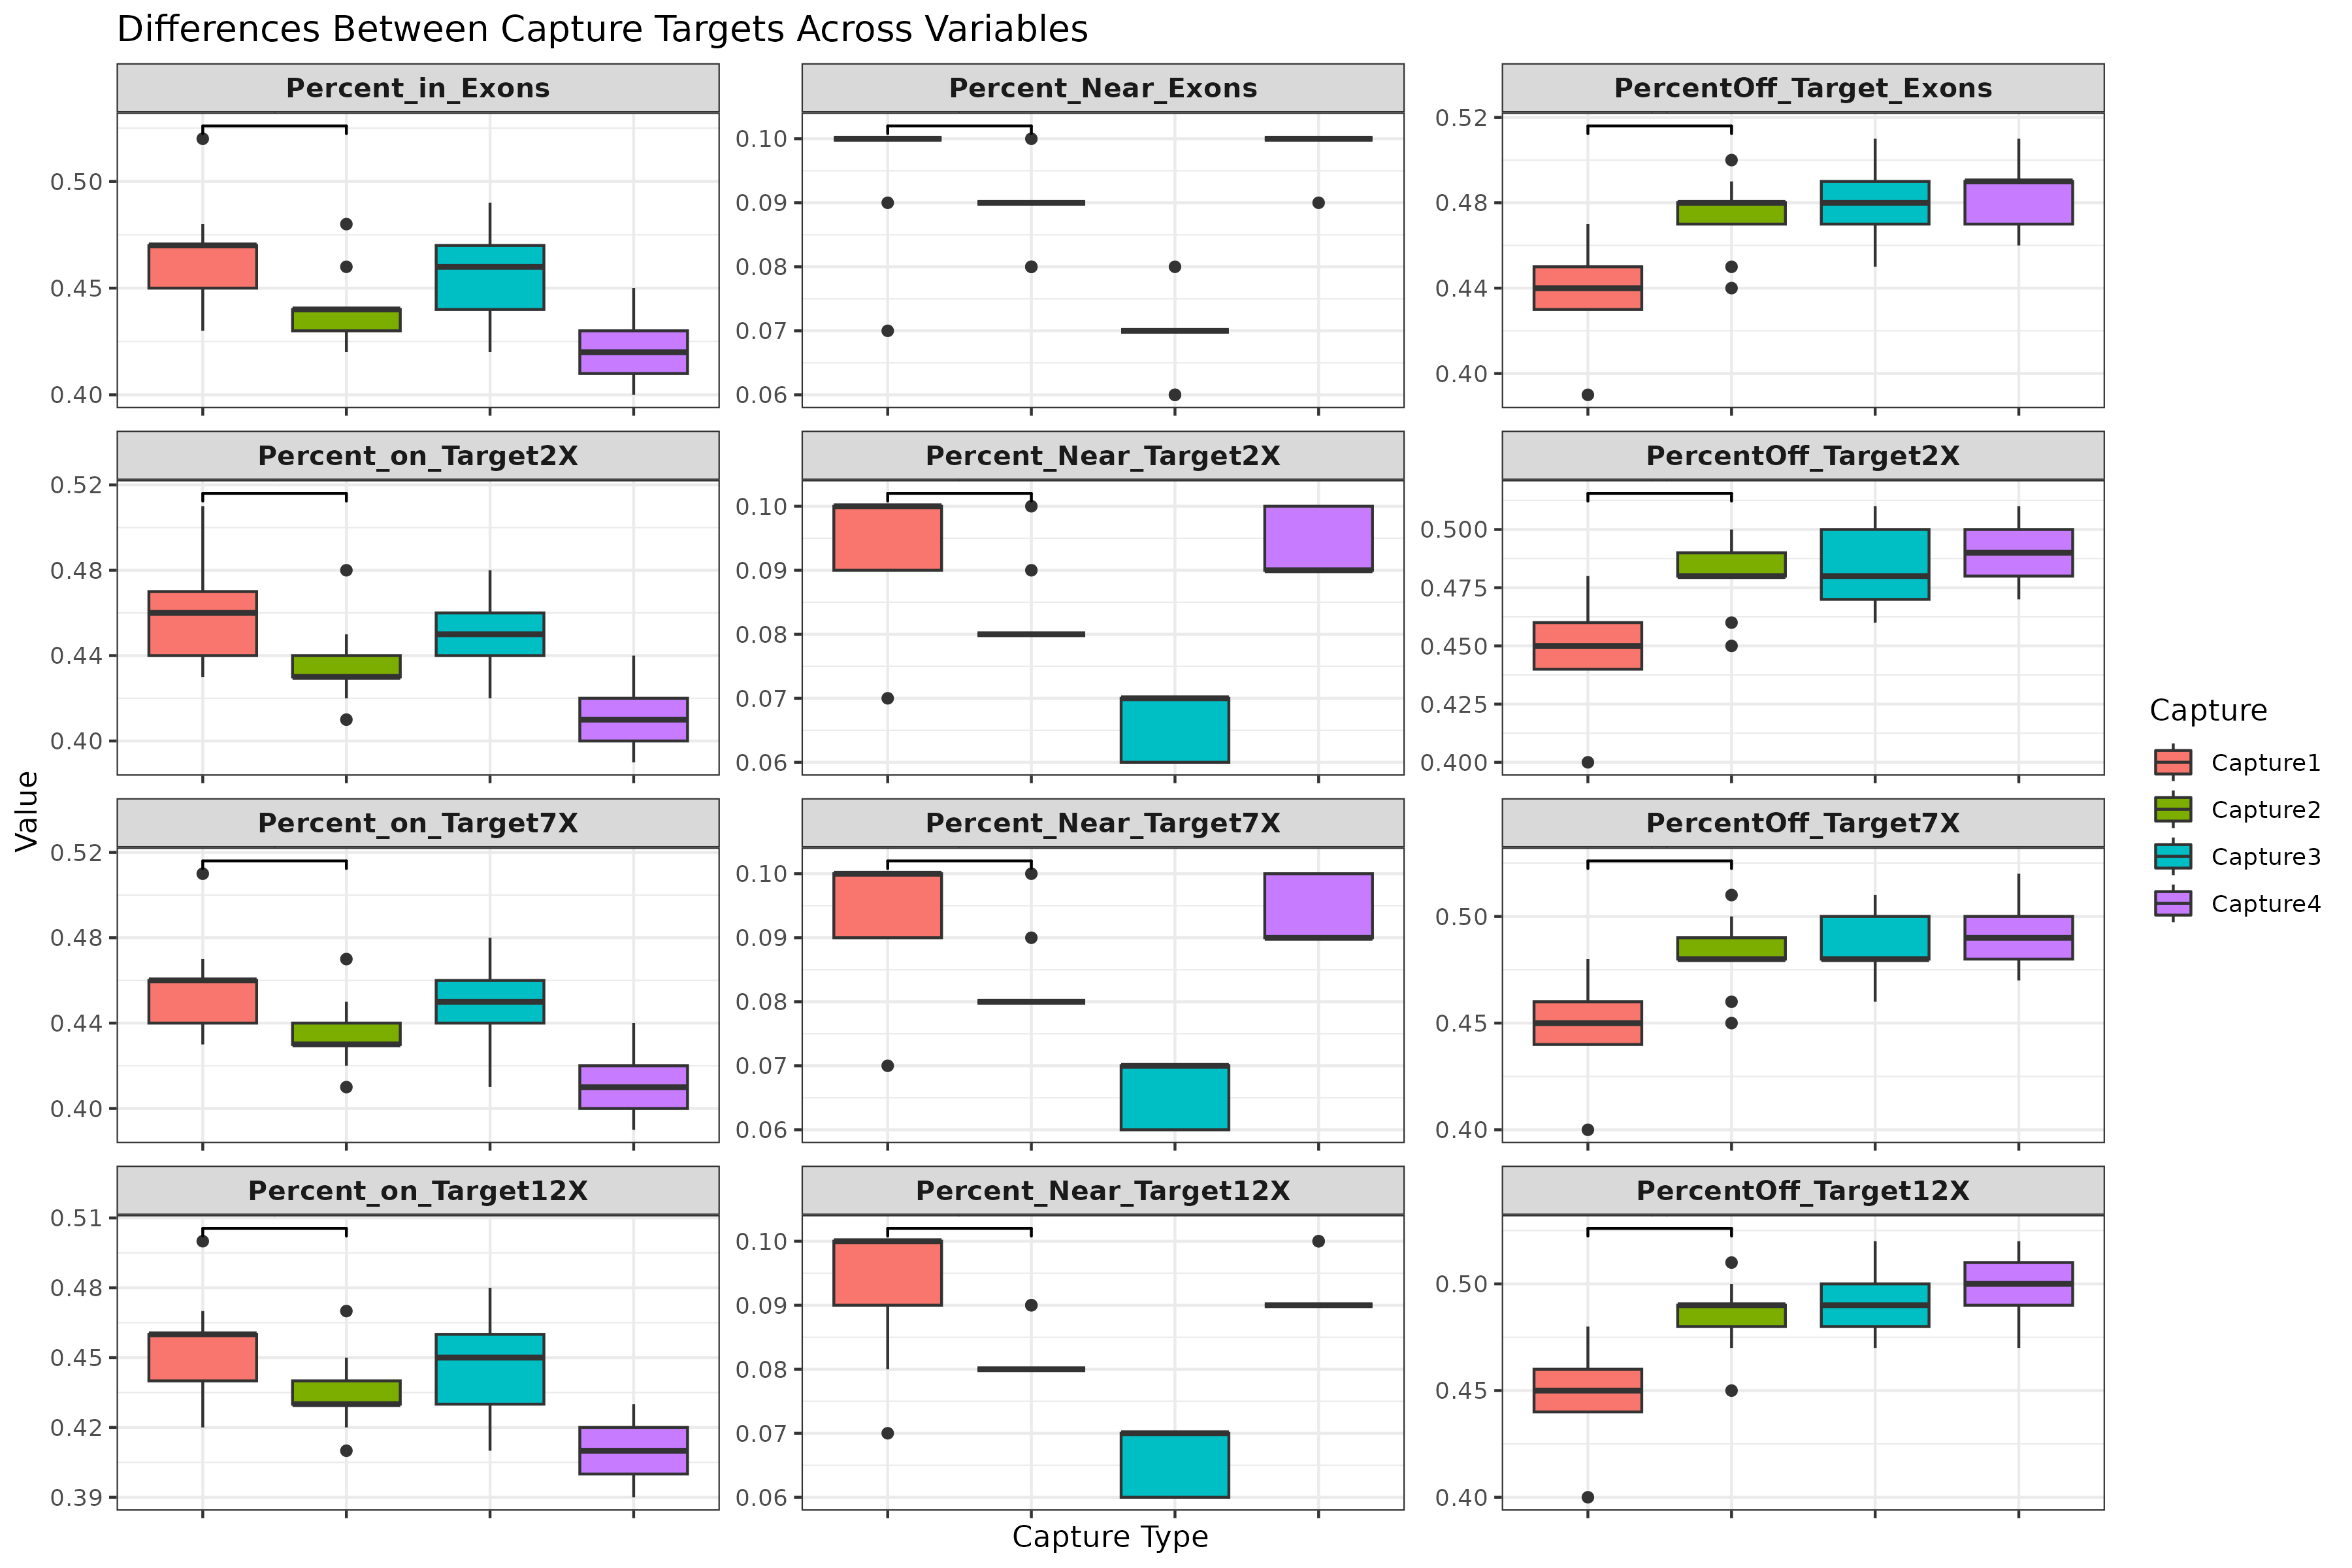 Differences Between Capture Targets Across Variables
Percent_in_Exons
Percent_Near_Exons
PercentOff_Target_Exons
0.50
0.45
0.40
0.10
0.09
0.08
0.07
0.06
0.52
0.48
0.44
0.40
Percent_on_Target2X
Percent_Near_Target2X
PercentOff_Target2X
0.52
0.48
0.44
0.40
0.10
0.09
0.08
0.07
0.06
0.500
0.475
0.450
0.425
0.400
Percent_on_Target7X
Percent_Near_Target7X
PercentOff_Target7X
0.52
0.48
0.44
0.40
0.10
0.09
0.08
0.07
0.06
0.50
0.45
0.40
Percent_on_Target12X
Percent_Near_Target12X
PercentOff_Target12X
0.51
0.48
0.45
0.42
0.39
0.10
0.09
0.08
0.07
0.06
0.50
0.45
0.40
Value
Capture Type
Capture
Capture1
Capture2
Capture3
Capture4